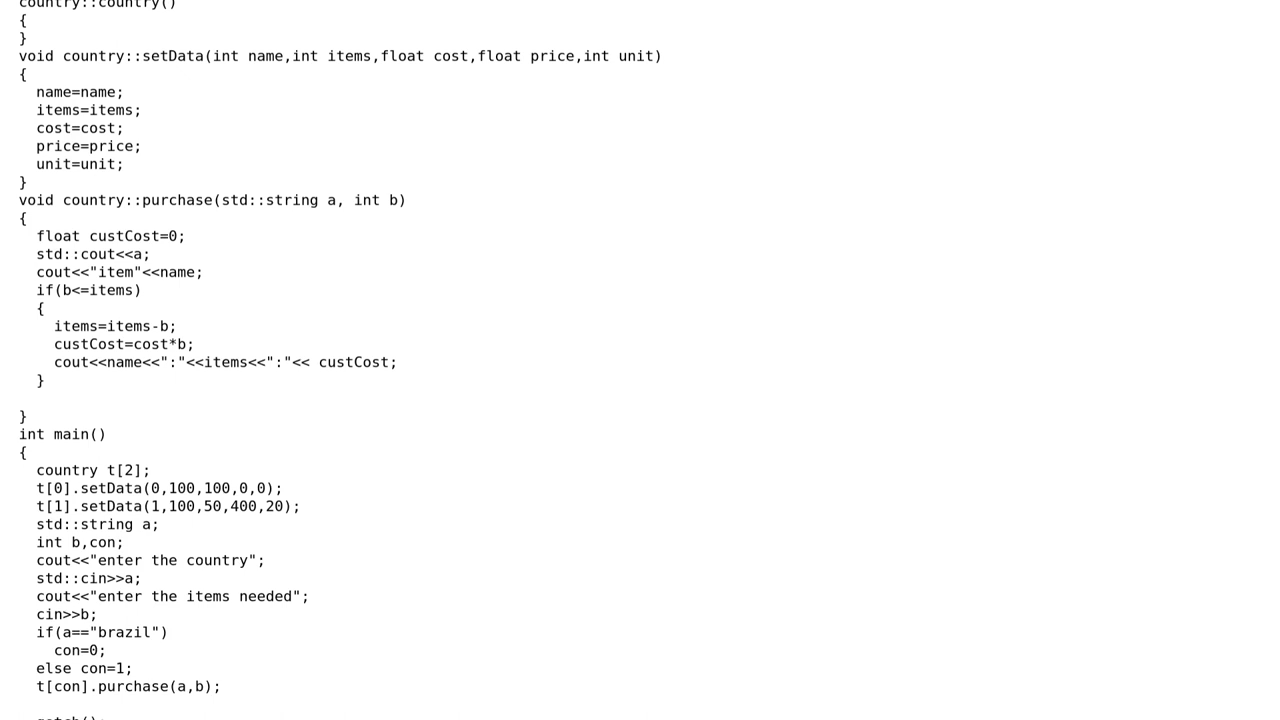 country::country()
{
}
void country::setData(int name,int items,float cost,float price,int unit)
{
  name=name;
  items=items;
  cost=cost;
  price=price;
  unit=unit;
}
void country::purchase(std::string a, int b)
{
  float custCost=0;
  std::cout<<a;
  cout<<"item"<<name;
  if(b<=items)
  {
    items=items-b;
    custCost=cost*b;
    cout<<name<<":"<<items<<":"<< custCost;
  }

}
int main()
{
  country t[2];
  t[0].setData(0,100,100,0,0);
  t[1].setData(1,100,50,400,20);
  std::string a;
  int b,con;
  cout<<"enter the country";
  std::cin>>a;
  cout<<"enter the items needed";
  cin>>b;
  if(a=="brazil")
    con=0;
  else con=1;
  t[con].purchase(a,b);

  getch();